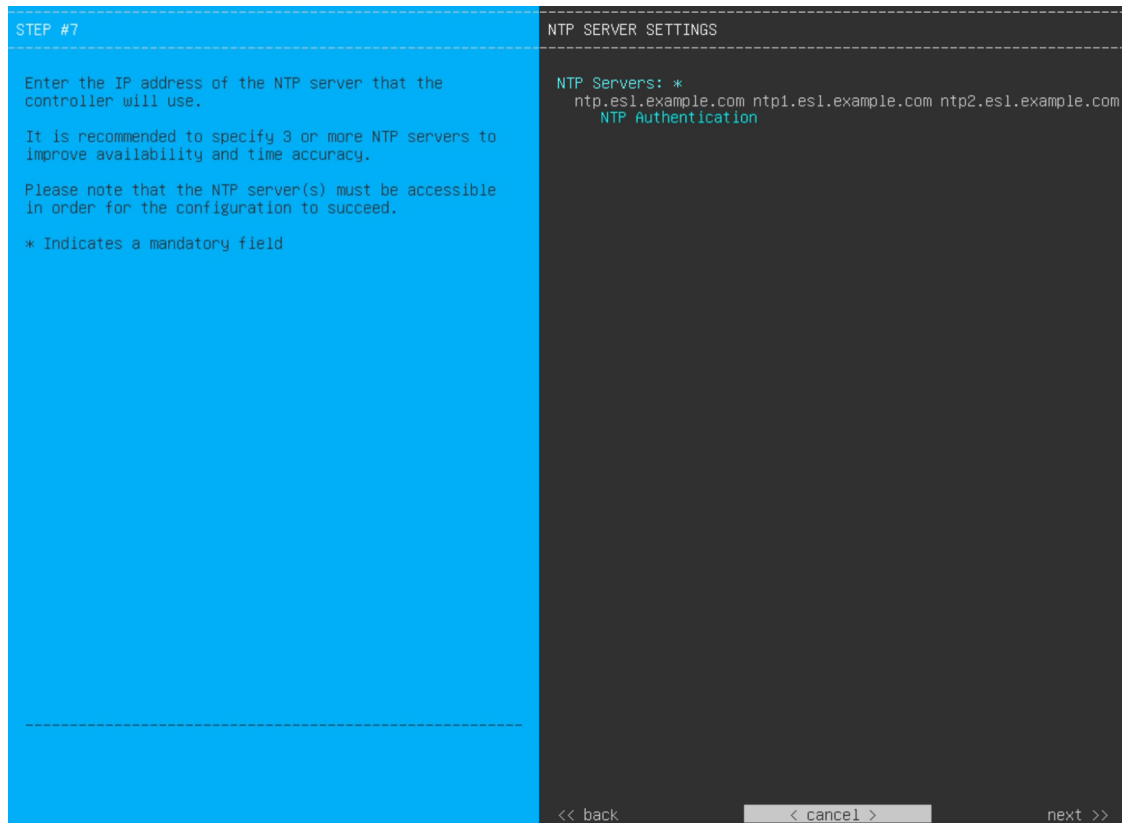 STEP #7
Enter the IP address of the NTP server that the
controller will use.
It is recommended to specify 3 or more NTP servers to
improve availability and time accuracy.
Please note that the NTP server(s) must be accessible
in order for the configuration to succeed.
* Indicates a mandatory field
NTP SERVER SETTINGS
NTP Servers: *
ntp.esl.example.com ntp1.esl.example.com ntp2.esl.example.com
NTP Authentication
<< back < cancel > next >>